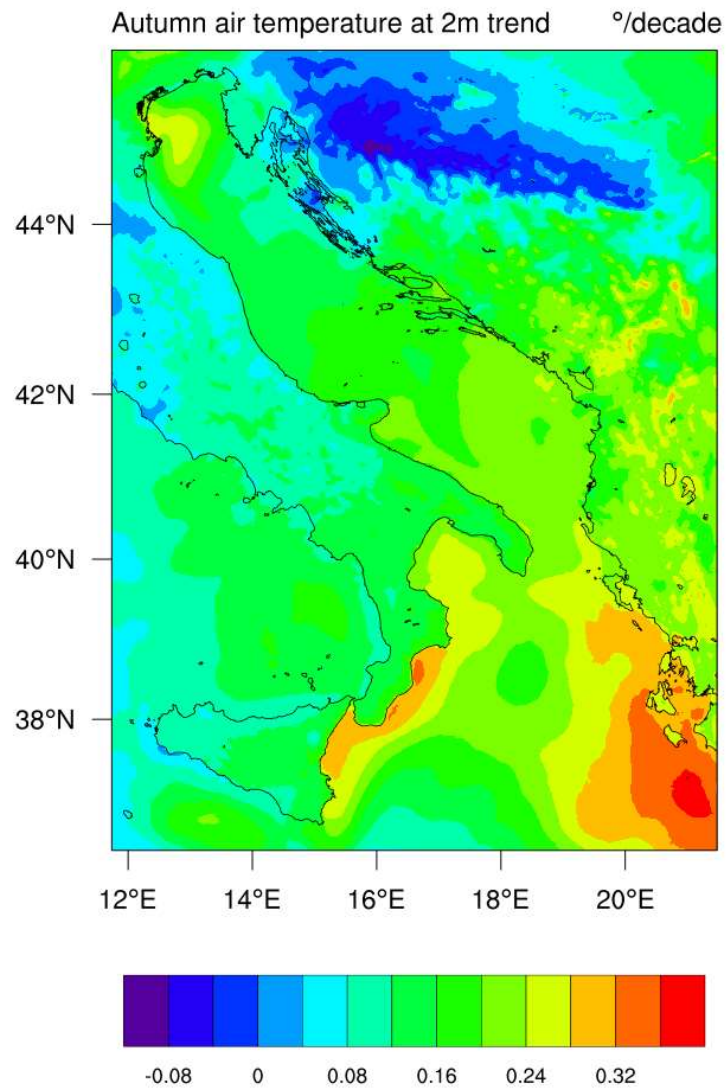 Autumn air temperature at 2m trend °/decade
44°N
42°N
40°N
38°N
12°E 14°E 16°E 18°E 20°E
-0.08 0 0.08 0.16 0.24 0.32